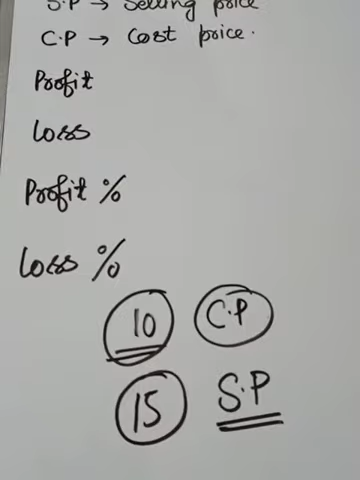 S.P → Selling price
C.P → Cost price.
Profit
Loss
Profit %
Loss %
10 C.P
15 S.P